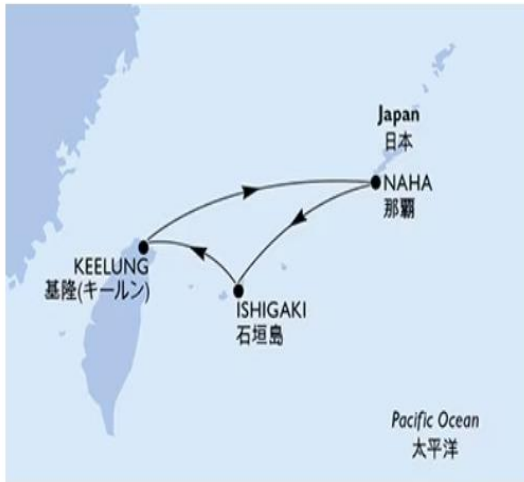 Japan
日本
NAHA
那覇
KEELUNG
基隆(キールン)
ISHIGAKI
石垣島
Pacific Ocean
太平洋